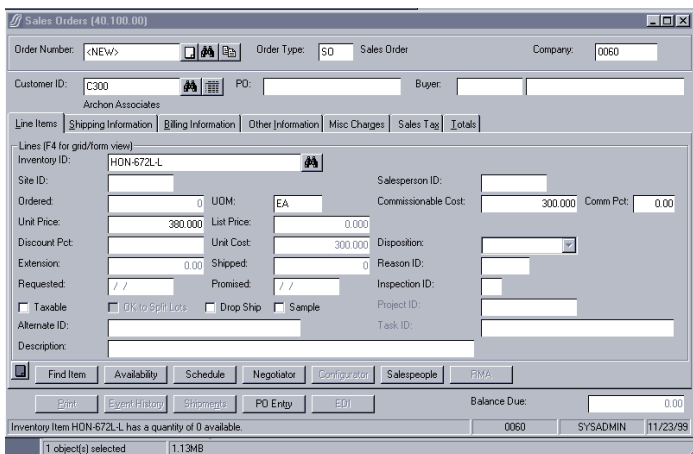 Sales Orders (40.100.00)
Order Number: <NEW> Order Type: SO Sales Order Company: 0060
Customer ID: C300 PO: Buyer:
Archon Associates
Line Items Shipping Information Billing Information Other Information Misc Charges Sales Tax Totals
Lines (F4 for grid/form view)
Inventory ID: HON-672L-L
Site ID: Salesperson ID:
Ordered: 0 UOM: EA Commissionable Cost: 300.000 Comm Pct: 0.00
Unit Price: 380.000 List Price: 0.000
Discount Pct: Unit Cost: 300.000 Disposition:
Extension: 0.00 Shipped: 0 Reason ID:
Requested: / / Promised: / / Inspection ID:
Taxable OK to Split Lots Drop Ship Sample Project ID:
Alternate ID: Task ID:
Description:
Find Item Availability Schedule Negotiator Configurator Salespeople RMA
Print Event History Shipments PO Entry EDI Balance Due: 0.00
Inventory Item HON-672L-L has a quantity of 0 available. 0060 SYSADMIN 11/23/99
1 object(s) selected 1.13MB